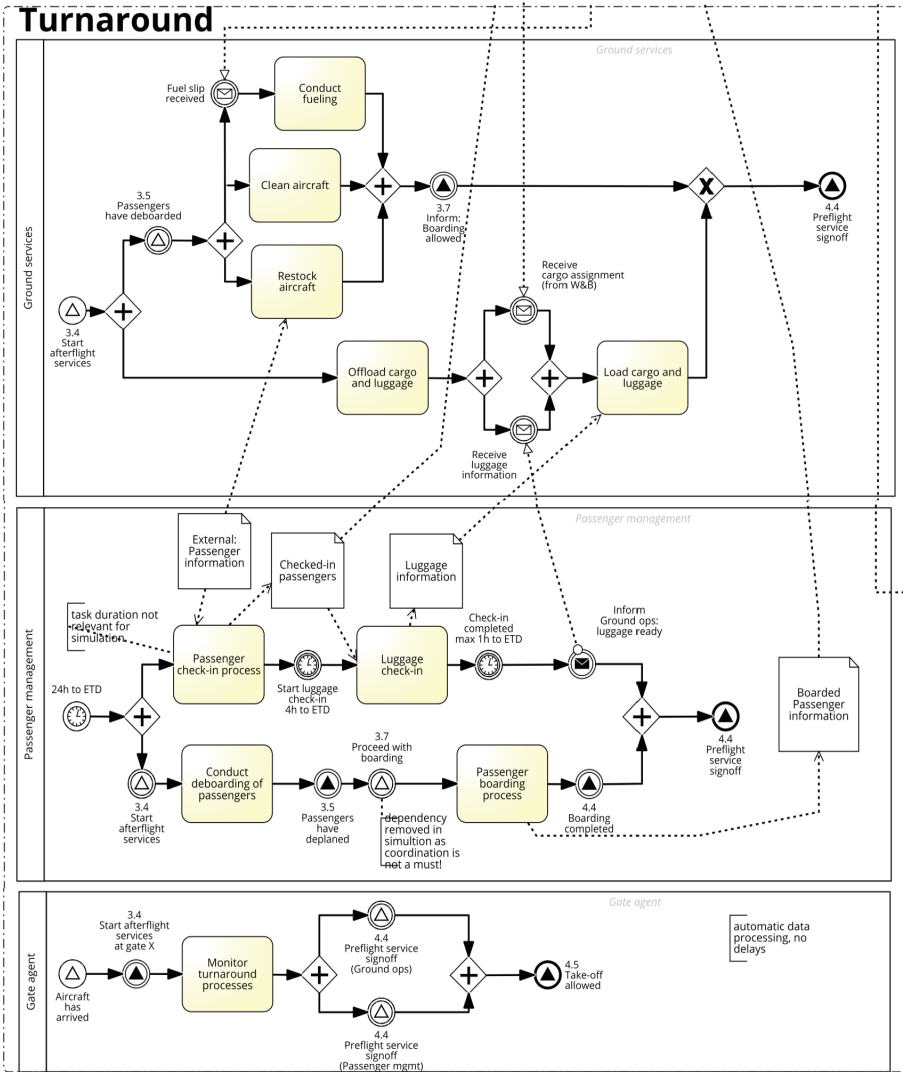 Turnaround
Ground services
Ground services
Fuel slip
received
Conduct
fueling
Clean aircraft
3.5
Passengers
have deboarded
3.7
Inform:
Boarding
allowed
4.4
Preflight
service
signoff
Restock
aircraft
Receive
cargo assignment
(from W&B)
3.4
Start
afterflight
services
Offload cargo
and luggage
Load cargo and
luggage
Receive
luggage
information
Passenger management
Passenger management
External:
Passenger
information
Checked-in
passengers
Luggage
information
task duration not
relevant for
simulation
Check-in
completed
max 1h to ETD
Inform
Ground ops:
luggage ready
Passenger
check-in process
Luggage
check-in
24h to ETD
Start luggage
check-in
4h to ETD
Boarded
Passenger
information
3.7
Proceed with
boarding
4.4
Preflight
service
signoff
Conduct
deboarding of
passengers
Passenger
boarding
process
3.4
Start
afterflight
services
3.5
Passengers
have
deplaned
4.4
Boarding
completed
dependency
removed in
simultion as
coordination is
not a must!
Gate agent
Gate agent
3.4
Start afterflight
services
at gate X
automatic data
processing, no
delays
4.4
Preflight service
signoff
(Ground ops)
Monitor
turnaround
processes
Aircraft
has
arrived
4.5
Take-off
allowed
4.4
Preflight service
signoff
(Passenger mgmt)